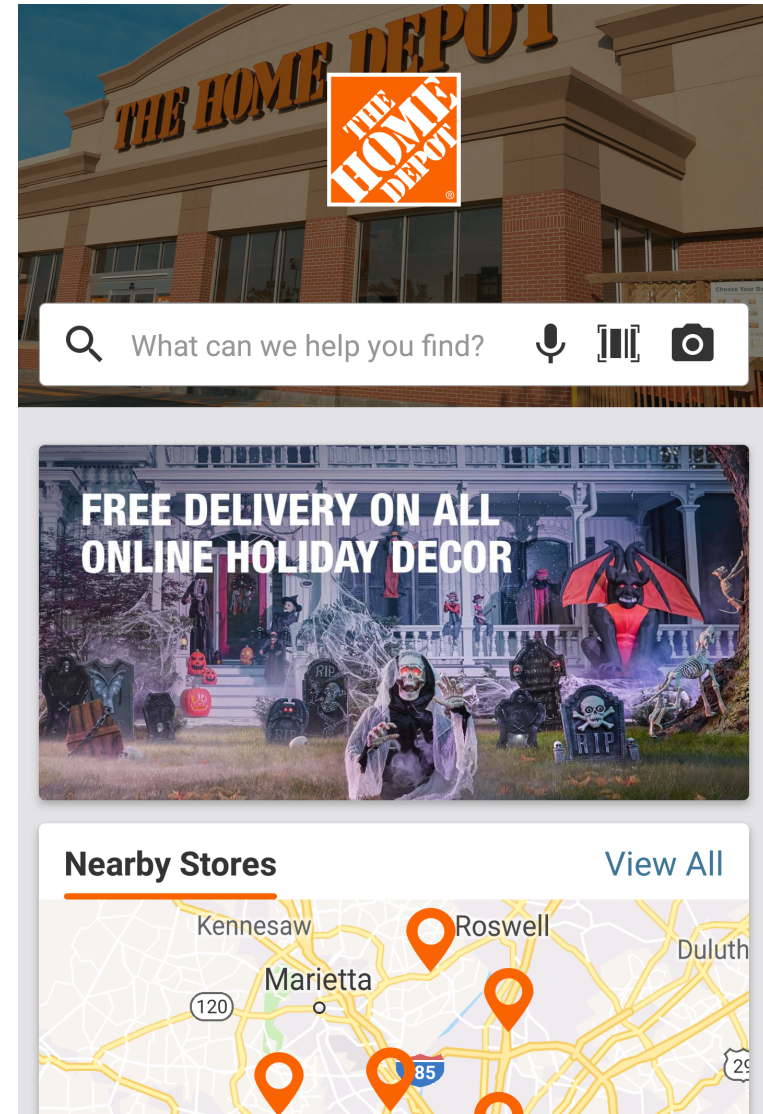 THE HOME DEPOT
THE
HOME
DEPOT
®
What can we help you find?
FREE DELIVERY ON ALL
ONLINE HOLIDAY DECOR
RIP
RIP
Nearby Stores
View All
Kennesaw
Roswell
Duluth
Marietta
120
85
29